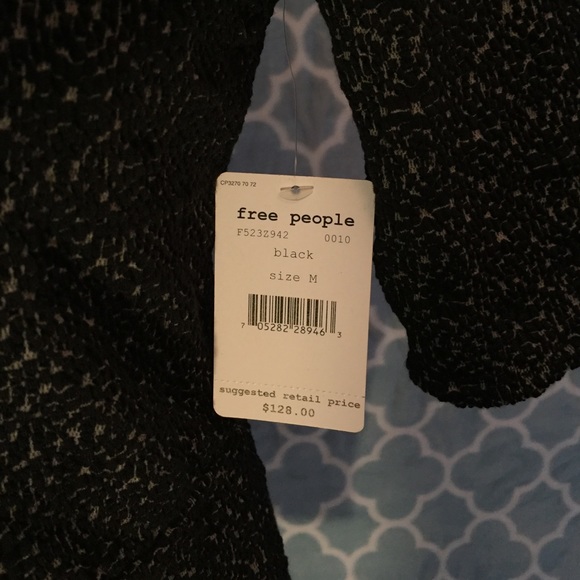 CP3270 70 72
free people
F523Z942 0010
black
size M
7 05282 28946 3
suggested retail price
$128.00